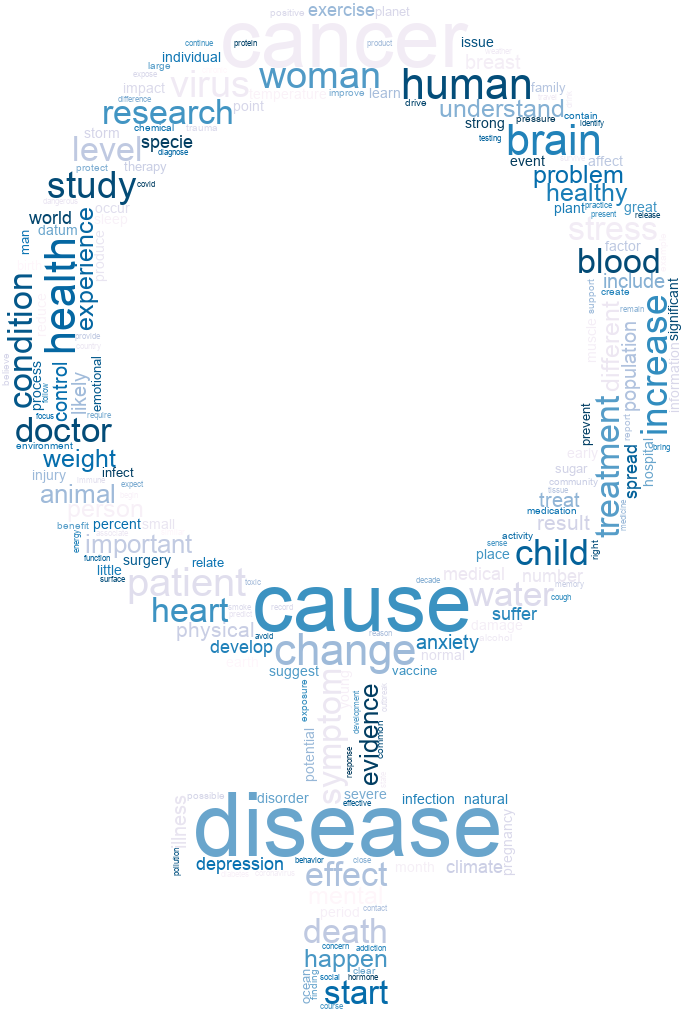 positive
exercise
planet
cancer
continue
protein
product
individual
issue
large
woman
human
breast
expose
virus
impact
temperature
improve
learn
family
difference
research
point
drive
understand
strong
pressure
contain
identify
chemical
trauma
storm
level
specie
diagnose
testing
brain
event
affect
protect
therapy
problem
healthy
study
covid
plant
practice
great
present
release
occur
world
sleep
datum
stress
man
health
experience
produce
factor
blood
include
significant
support
create
condition
provide
country
remain
believe
process
follow
control
likely
emotional
muscle
different
population
increase
information
focus
require
doctor
prevent
treatment
report
environment
weight
infect
early
spread
hospital
bring
injury
immune
expect
sugar
community
tissue
animal
person
treat
medication
medicine
benefit
percent
small
result
energy
important
activity
sense
right
function
surgery
relate
place
child
little
surface
patient
toxic
decade
medical
number
memory
heart
smoke
record
predict
cause
water
cough
physical
avoid
reason
suffer
damage
alcohol
develop
change
anxiety
normal
suggest
vaccine
symptom
young
evidence
outbreak
exposure
development
potential
response
common
possible
disorder
severe
effective
infection
natural
illness
disease
pregnancy
pollution
depression
behavior
close
effect
month
climate
mental
period
contact
death
concern
addiction
happen
clear
ocean
finding
social
hormone
start
course